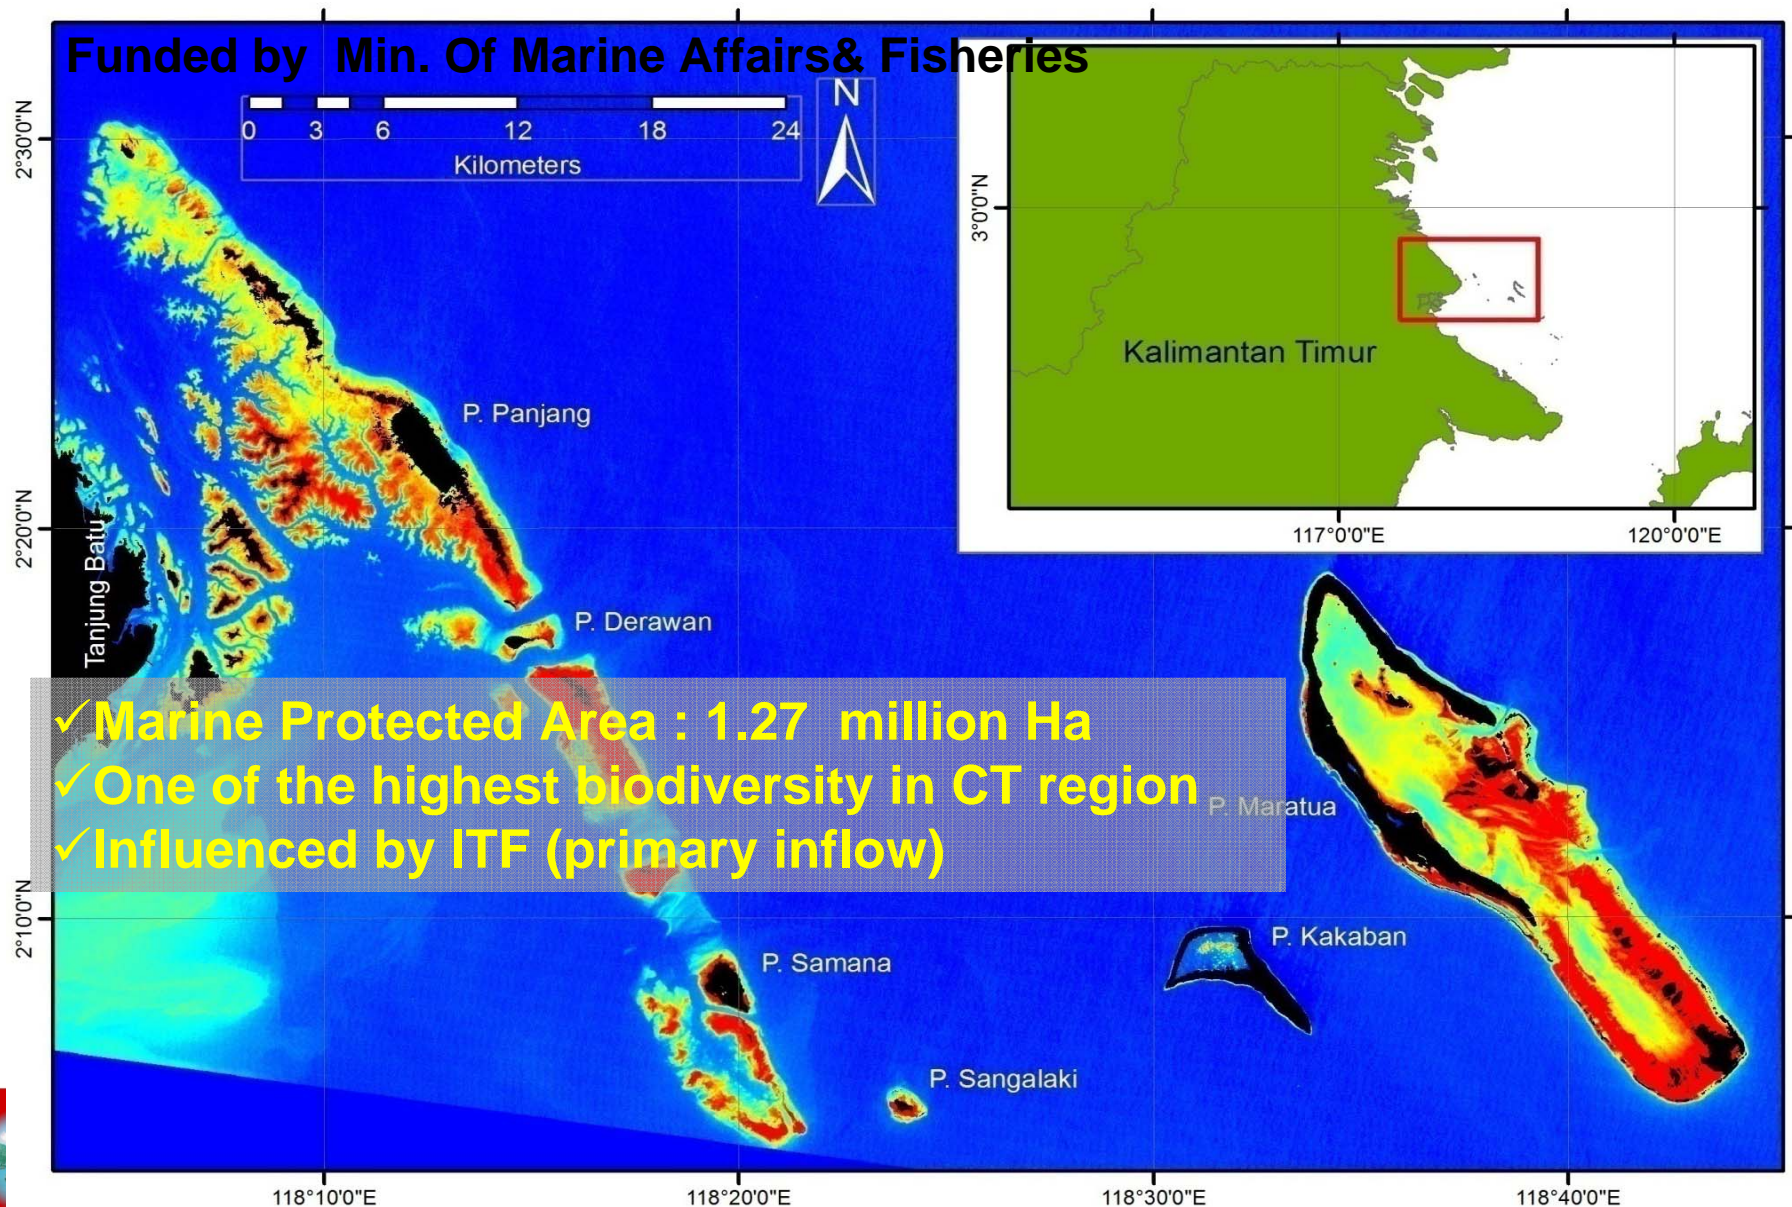 Funded by Min. Of Marine Affairs& Fisheries
0 3 6 12 18 24
Kilometers
N
2°30'0"N
2°20'0"N
2°10'0"N
3°0'0"N
Kalimantan Timur
117°0'0"E 120°0'0"E
P. Panjang
Tanjung Batu
P. Derawan
✓Marine Protected Area : 1.27 million Ha
✓One of the highest biodiversity in CT region
✓Influenced by ITF (primary inflow)
P. Maratua
P. Kakaban
P. Samana
P. Sangalaki
118°10'0"E 118°20'0"E 118°30'0"E 118°40'0"E